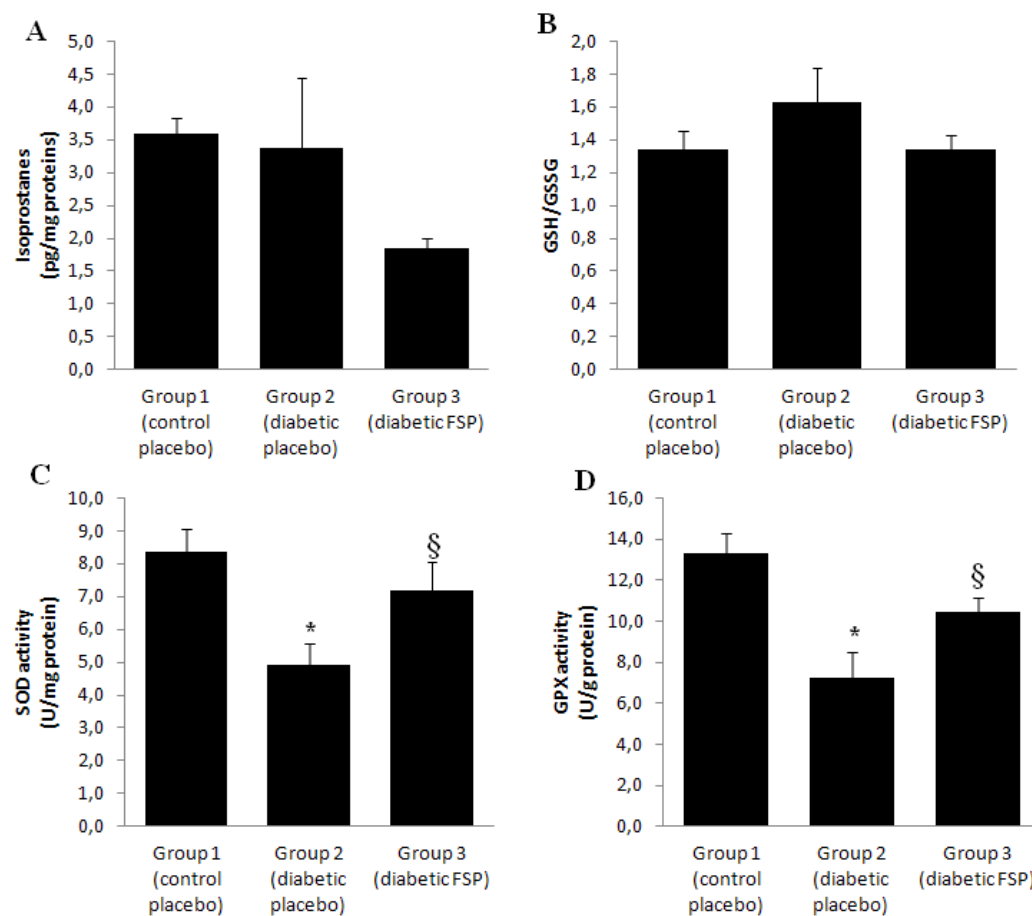 A
Isoprostanes
(pg/mg proteins)
5,0
4,5
4,0
3,5
3,0
2,5
2,0
1,5
1,0
0,5
0,0
Group 1
(control
placebo)
Group 2
(diabetic
placebo)
Group 3
(diabetic FSP)
B
GSH/GSSG
2,0
1,8
1,6
1,4
1,2
1,0
0,8
0,6
0,4
0,2
0,0
Group 1
(control
placebo)
Group 2
(diabetic
placebo)
Group 3
(diabetic FSP)
C
SOD activity
(U/mg protein)
10,0
9,0
8,0
7,0
6,0
5,0
4,0
3,0
2,0
1,0
0,0
*
§
Group 1
(control
placebo)
Group 2
(diabetic
placebo)
Group 3
(diabetic FSP)
D
GPX activity
(U/g protein)
16,0
14,0
12,0
10,0
8,0
6,0
4,0
2,0
0,0
*
§
Group 1
(control
placebo)
Group 2
(diabetic
placebo)
Group 3
(diabetic FSP)